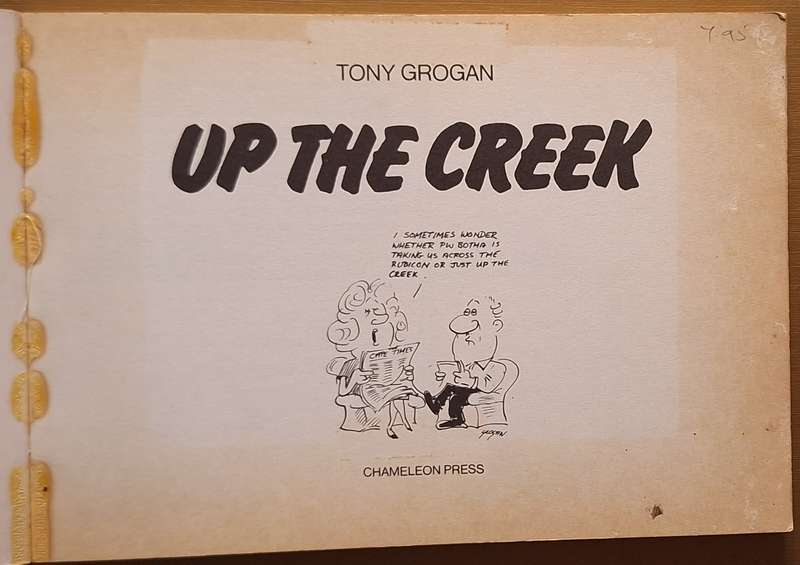 7.95
TONY GROGAN
UP THE CREEK
I SOMETIMES WONDER
WHETHER PW BOTHA IS
TAKING US ACROSS THE
RUBICON OR JUST UP THE
CREEK
CAPE TIMES
GROGAN
CHAMELEON PRESS